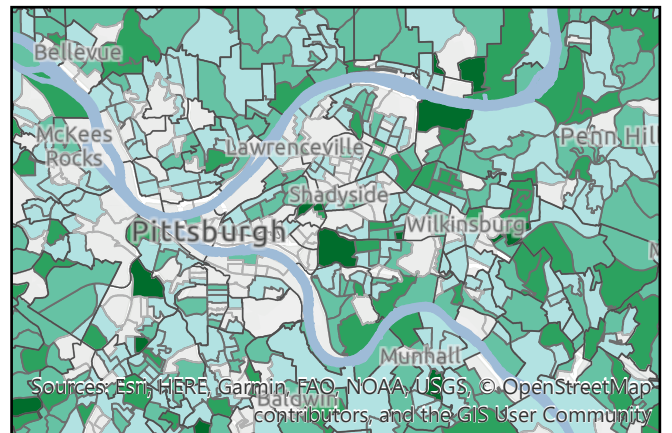 Bellevue
McKees
Rocks
Lawrenceville
Penn Hil
Shadyside
Pittsburgh
Wilkinsburg
N
Munhall
Baldwin
Sources: Esri, HERE, Garmin, FAO, NOAA, USGS, © OpenStreetMap
contributors, and the GIS User Community